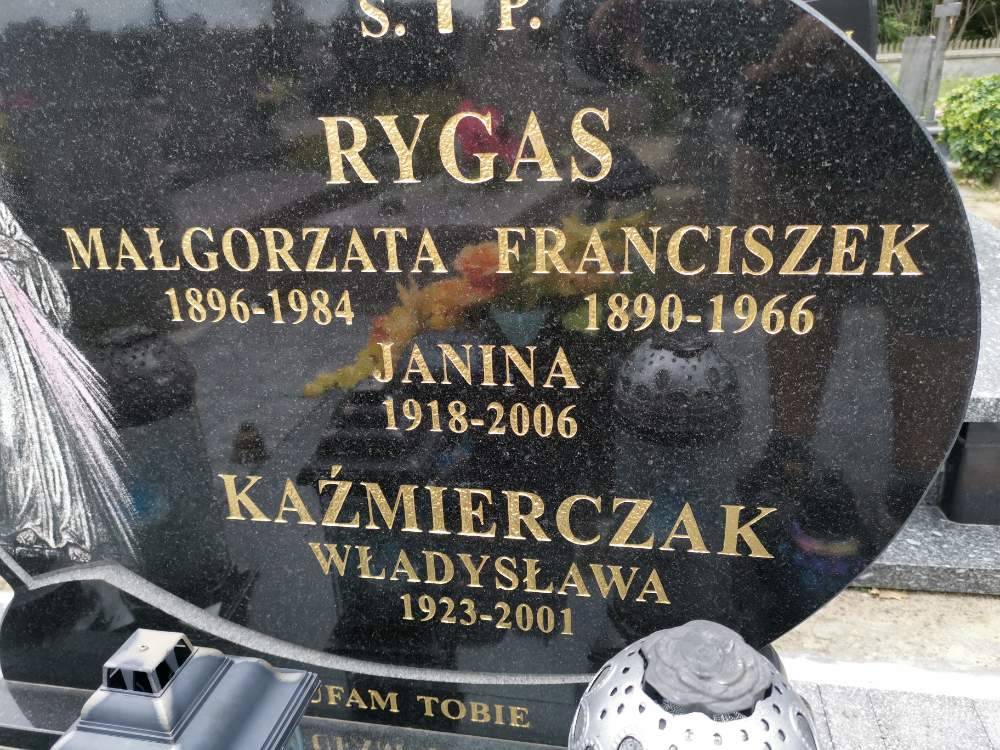 Ś. † P.
RYGAS
MAŁGORZATA FRANCISZEK
1896-1984 1890-1966
JANINA
1918-2006
KAŹMIERCZAK
WŁADYSŁAWA
1923-2001
UFAM TOBIE